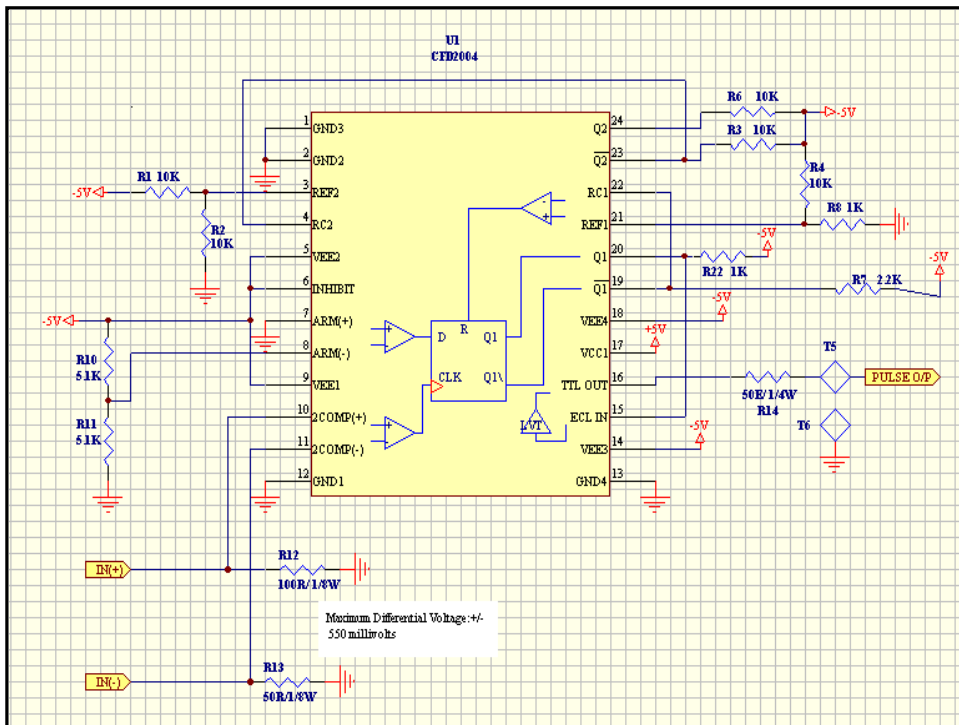 U1
CFD2004
1 GND3
2 GND2
3 REF2
4 RC2
5 VEE2
6 INHIBIT
7 ARM(+)
8 ARM(-)
9 VEE1
10 2COMP(+)
11 2COMP(-)
12 GND1
Q2 24
Q2 23
RC1 22
REF1 21
Q1 20
Q1 19
VEE4 18
VCC1 17
TTL OUT 16
ECL IN 15
VEE3 14
GND4 13
R6 10K
-5V
R3 10K
R4
10K
R8 1K
-5V
R22 1K
-5V
R7 2.2K
-5V
+5V
-5V
R1 10K
-5V
R2
10K
-5V
R10
5.1K
R11
5.1K
- +
R
D Q1
CLK Q1\
+ -
+ -
LVT
T5
PULSE O/P
50E/1/4W
R14
T6
IN(+)
R12
100R/1/8W
Maximum Differential Voltage:+/-
550 millivolts
IN(-)
R13
50R/1/8W